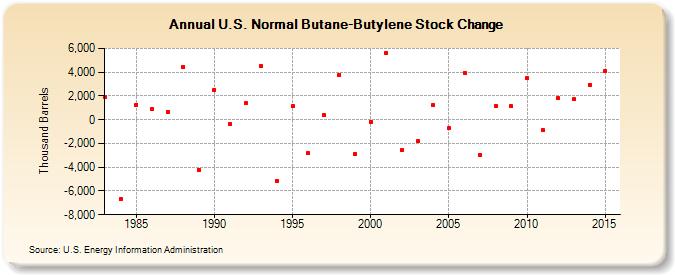 Annual U.S. Normal Butane-Butylene Stock Change
Thousand Barrels
6,000
4,000
2,000
0
-2,000
-4,000
-6,000
-8,000
1985 1990 1995 2000 2005 2010 2015
Source: U.S. Energy Information Administration